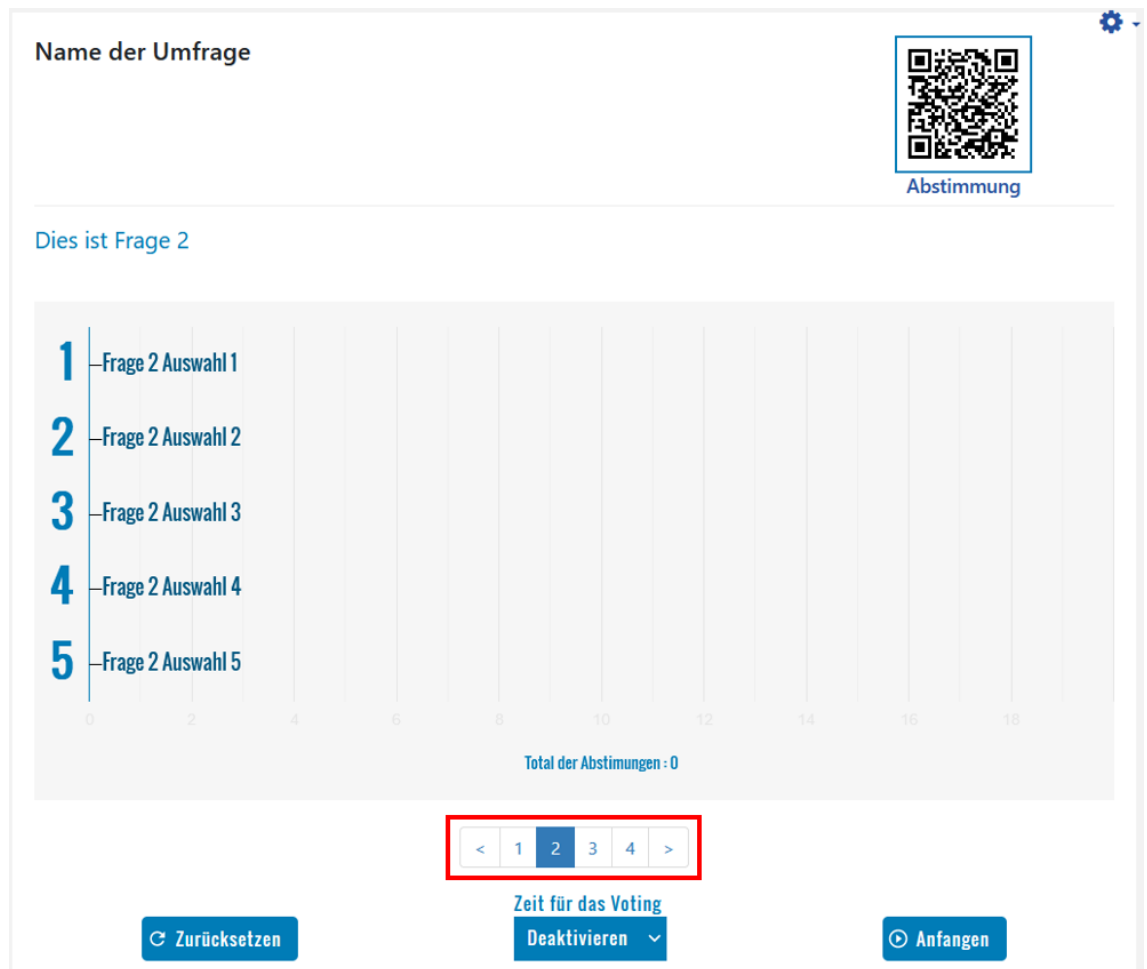 Name der Umfrage
Abstimmung
Dies ist Frage 2
1 Frage 2 Auswahl 1
2 Frage 2 Auswahl 2
3 Frage 2 Auswahl 3
4 Frage 2 Auswahl 4
5 Frage 2 Auswahl 5
0 2 4 6 8 10 12 14 16 18
Total der Abstimungen : 0
< 1 2 3 4 >
Zeit für das Voting
Zurücksetzen Deaktivieren Anfangen